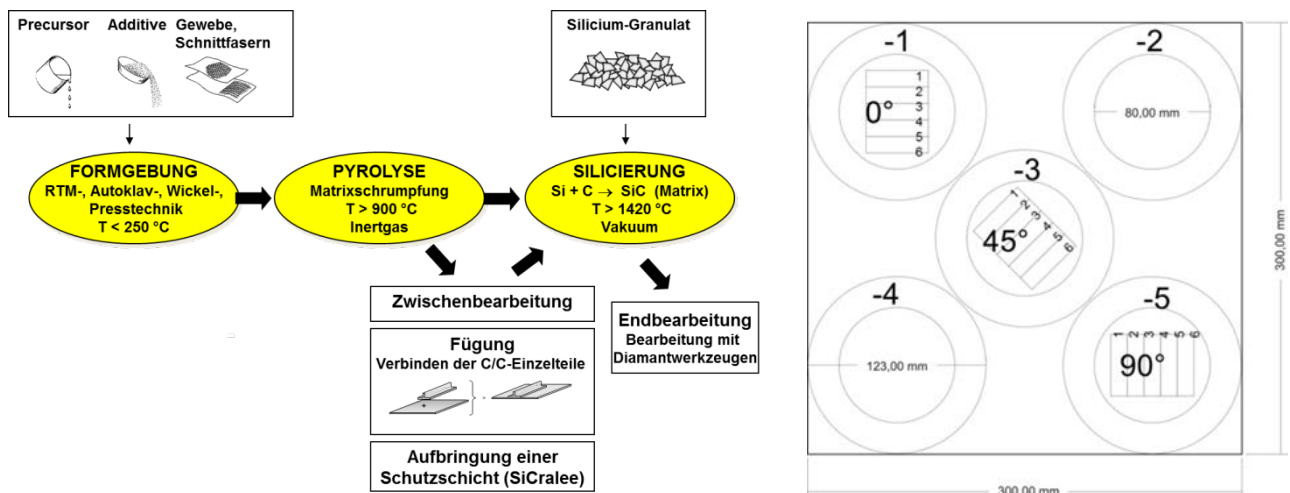 Precursor
Additive
Gewebe,
Schnittfasern
Silicium-Granulat
FORMGEBUNG
RTM-, Autoklav-, Wickel-,
Presstechnik
T < 250 °C
PYROLYSE
Matrixschrumpfung
T > 900 °C
Inertgas
SILICIERUNG
Si + C → SiC (Matrix)
T > 1420 °C
Vakuum
Zwischenbearbeitung
Fügung
Verbinden der C/C-Einzelteile
Aufbringung einer
Schutzschicht (SiCralee)
Endbearbeitung
Bearbeitung mit
Diamantwerkzeugen
-1
0°
1
2
3
4
5
6
-2
80,00 mm
-3
45°
1
2
3
4
5
6
-4
123,00 mm
-5
1 2 3 4 5 6
90°
300,00 mm
300,00 mm